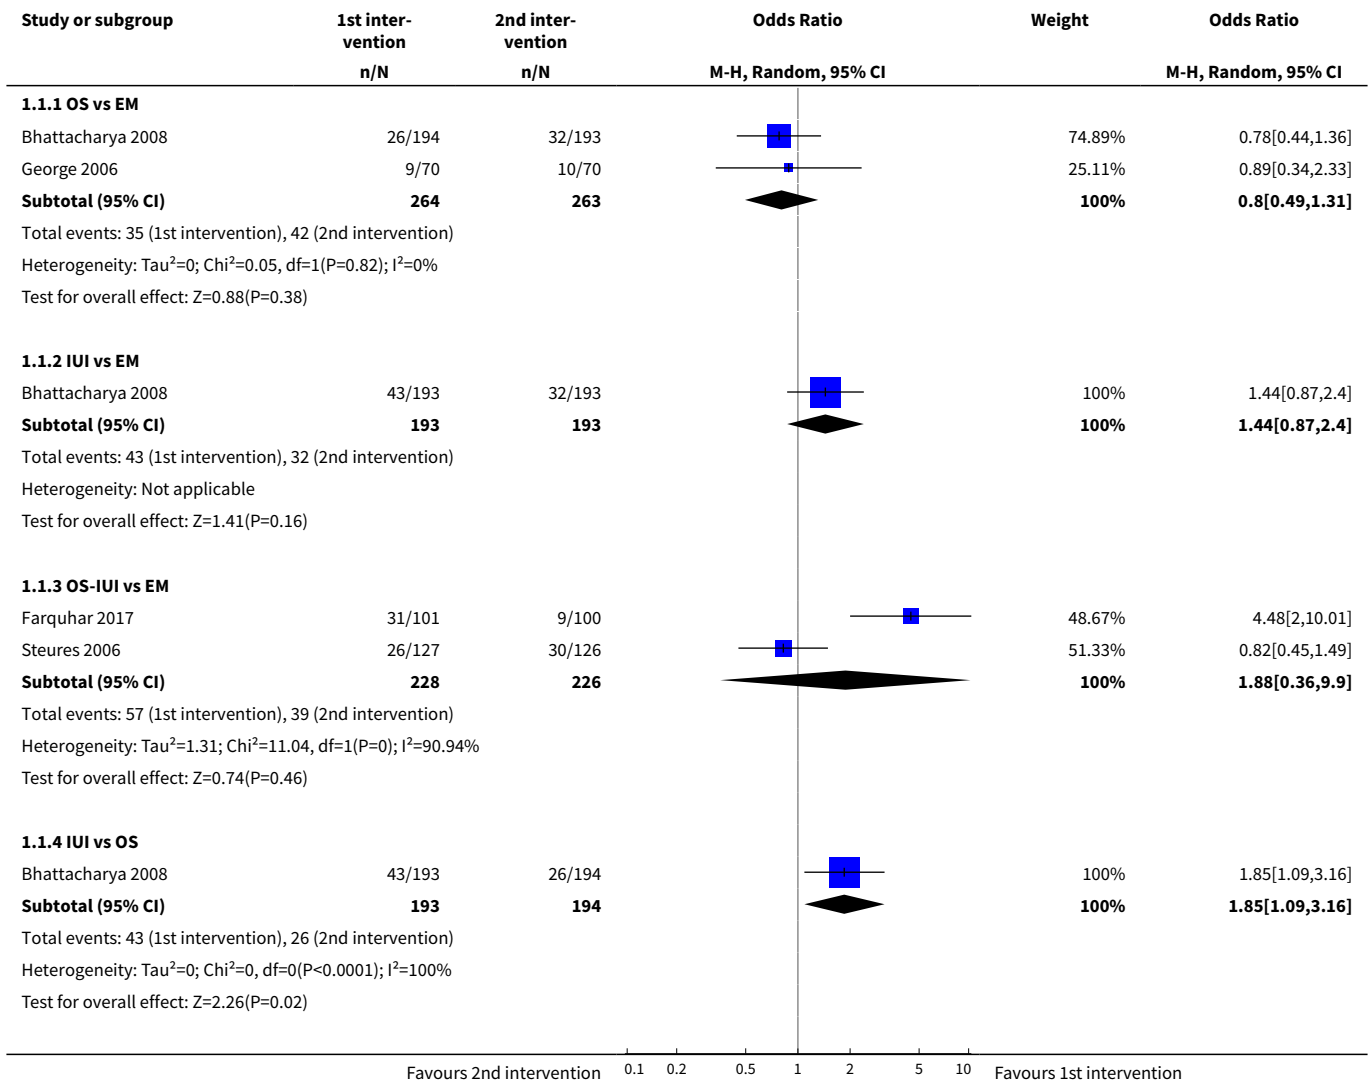 Study or subgroup 1st inter- 2nd inter- Odds Ratio Weight Odds Ratio
vention vention
n/N n/N M-H, Random, 95% CI M-H, Random, 95% CI
1.1.1 OS vs EM
Bhattacharya 2008 26/194 32/193 74.89% 0.78[0.44,1.36]
George 2006 9/70 10/70 25.11% 0.89[0.34,2.33]
Subtotal (95% CI) 264 263 100% 0.8[0.49,1.31]
Total events: 35 (1st intervention), 42 (2nd intervention)
Heterogeneity: Tau²=0; Chi²=0.05, df=1(P=0.82); I²=0%
Test for overall effect: Z=0.88(P=0.38)
1.1.2 IUI vs EM
Bhattacharya 2008 43/193 32/193 100% 1.44[0.87,2.4]
Subtotal (95% CI) 193 193 100% 1.44[0.87,2.4]
Total events: 43 (1st intervention), 32 (2nd intervention)
Heterogeneity: Not applicable
Test for overall effect: Z=1.41(P=0.16)
1.1.3 OS-IUI vs EM
Farquhar 2017 31/101 9/100 48.67% 4.48[2,10.01]
Steures 2006 26/127 30/126 51.33% 0.82[0.45,1.49]
Subtotal (95% CI) 228 226 100% 1.88[0.36,9.9]
Total events: 57 (1st intervention), 39 (2nd intervention)
Heterogeneity: Tau²=1.31; Chi²=11.04, df=1(P=0); I²=90.94%
Test for overall effect: Z=0.74(P=0.46)
1.1.4 IUI vs OS
Bhattacharya 2008 43/193 26/194 100% 1.85[1.09,3.16]
Subtotal (95% CI) 193 194 100% 1.85[1.09,3.16]
Total events: 43 (1st intervention), 26 (2nd intervention)
Heterogeneity: Tau²=0; Chi²=0, df=0(P<0.0001); I²=100%
Test for overall effect: Z=2.26(P=0.02)
Favours 2nd intervention 0.1 0.2 0.5 1 2 5 10 Favours 1st intervention